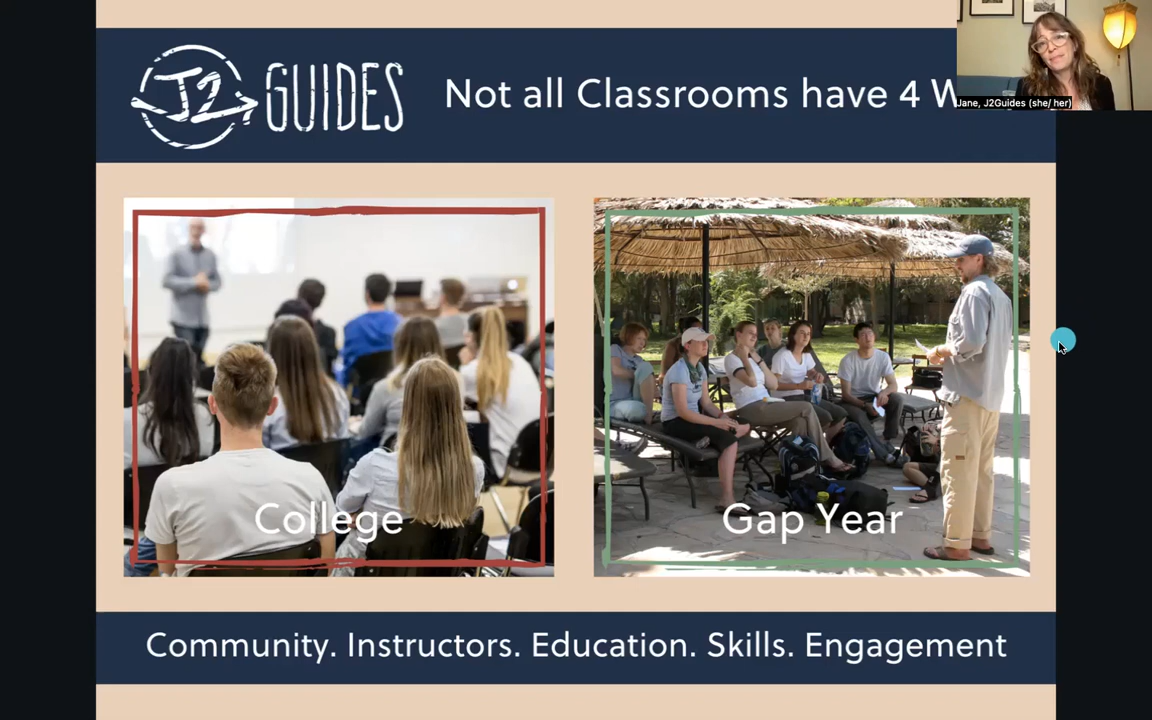 J2 GUIDES
Not all Classrooms have 4 W
Jane, J2Guides (she/ her)
College
Gap Year
Community. Instructors. Education. Skills. Engagement